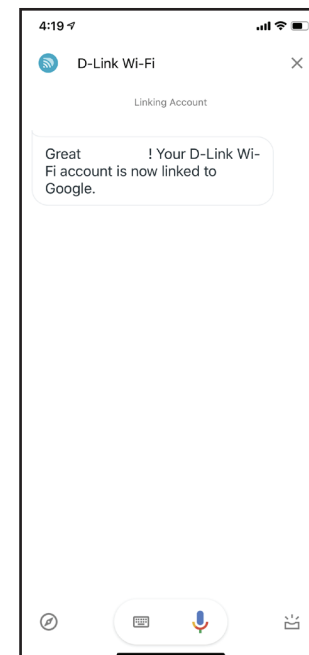 4:19
D-Link Wi-Fi
Linking Account
Great ! Your D-Link Wi-
Fi account is now linked to
Google.